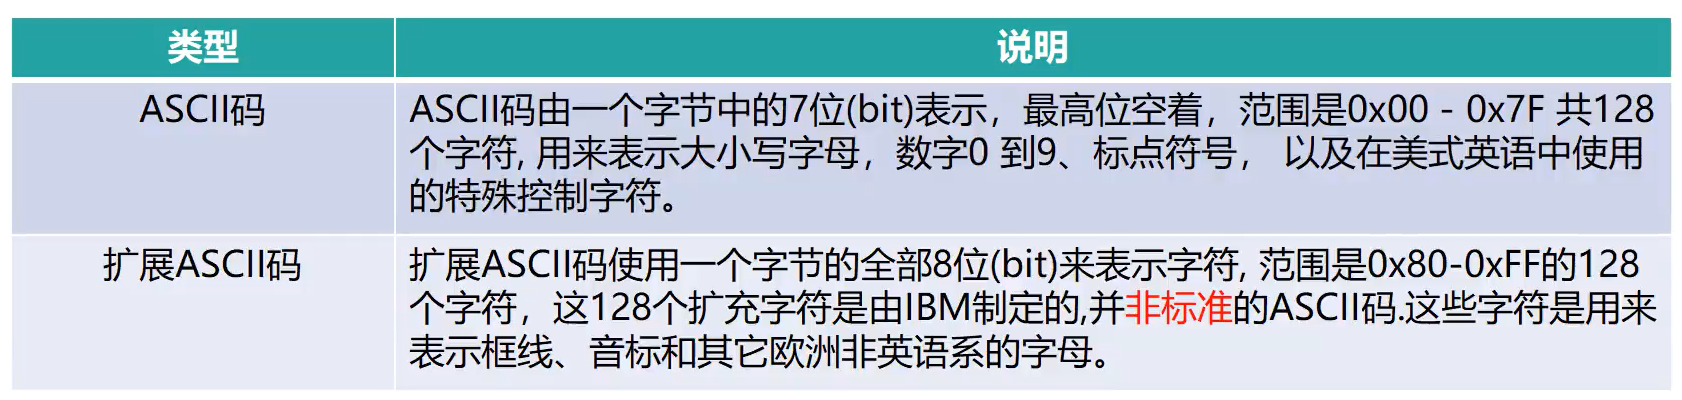 类型
说明
ASCII码
ASCII码由一个字节中的7位(bit)表示，最高位空着，范围是0x00 - 0x7F 共128
个字符, 用来表示大小写字母，数字0 到9、标点符号， 以及在美式英语中使用
的特殊控制字符。
扩展ASCII码
扩展ASCII码使用一个字节的全部8位(bit)来表示字符, 范围是0x80-0xFF的128
个字符，这128个扩充字符是由IBM制定的,并非标准的ASCII码.这些字符是用来
表示框线、音标和其它欧洲非英语系的字母。